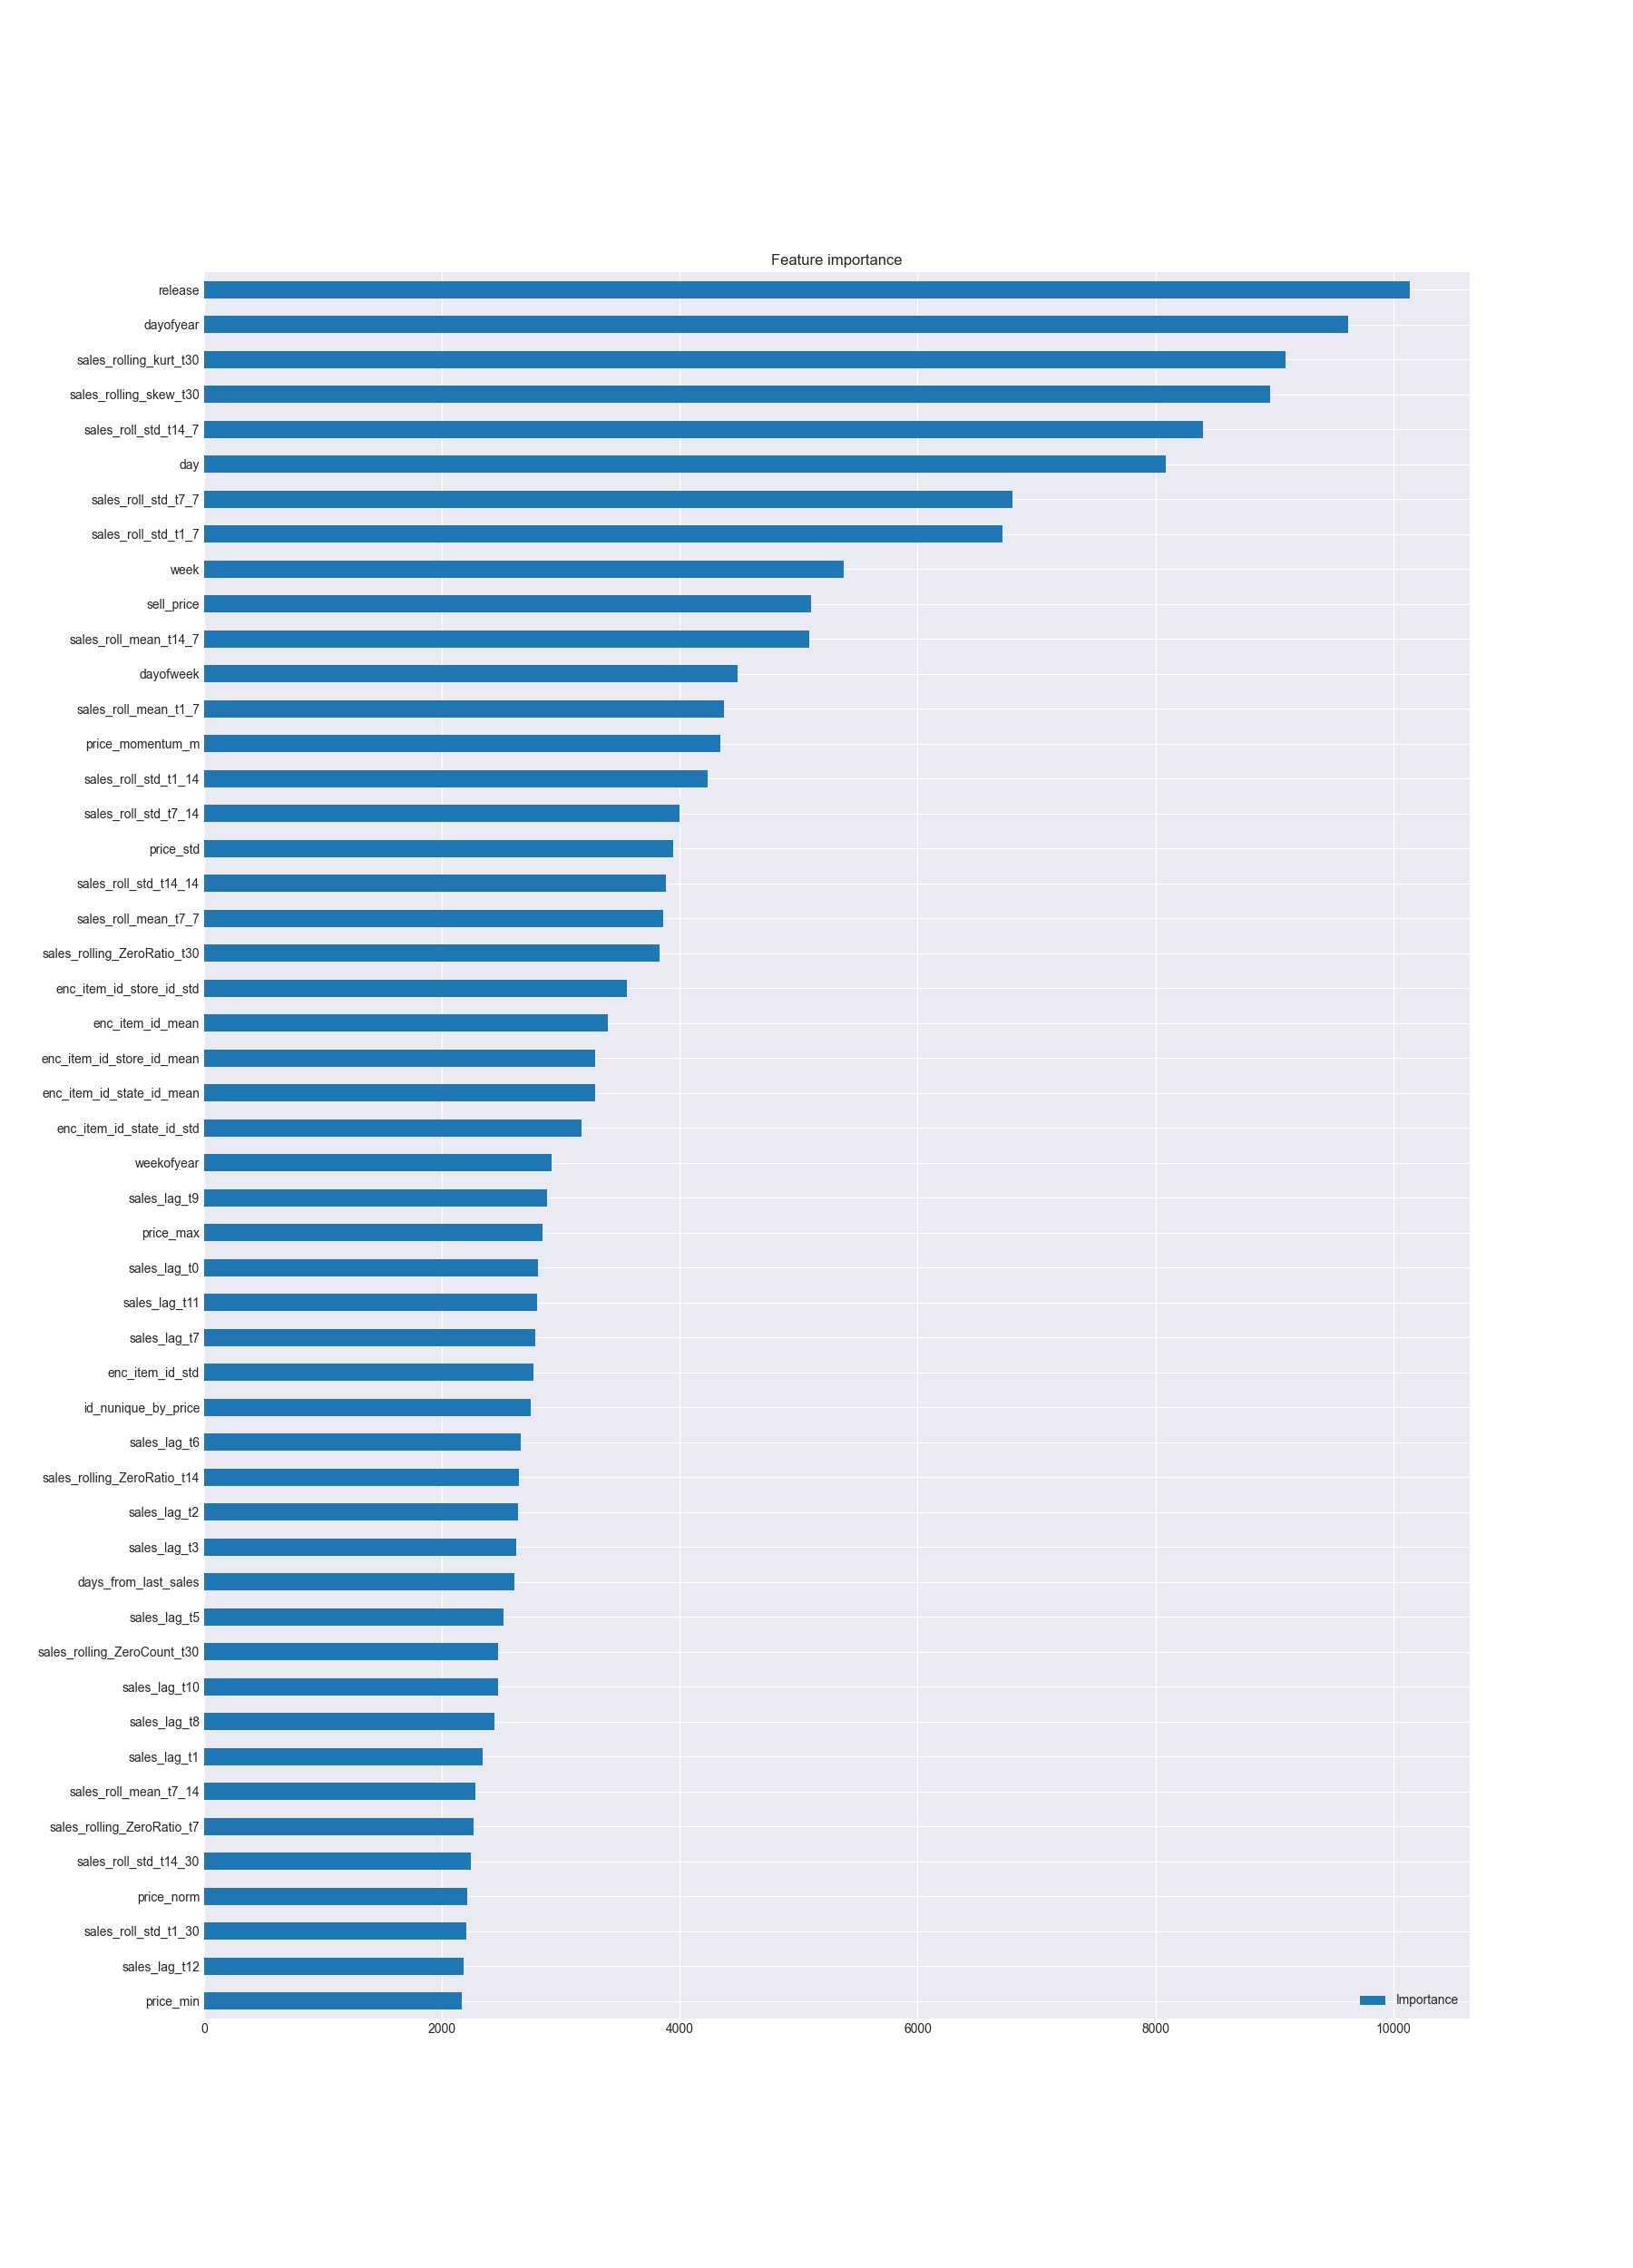 Feature importance
release
dayofyear
sales_rolling_kurt_t30
sales_rolling_skew_t30
sales_roll_std_t14_7
day
sales_roll_std_t7_7
sales_roll_std_t1_7
week
sell_price
sales_roll_mean_t14_7
dayofweek
sales_roll_mean_t1_7
price_momentum_m
sales_roll_std_t1_14
sales_roll_std_t7_14
price_std
sales_roll_std_t14_14
sales_roll_mean_t7_7
sales_rolling_ZeroRatio_t30
enc_item_id_store_id_std
enc_item_id_mean
enc_item_id_store_id_mean
enc_item_id_state_id_mean
enc_item_id_state_id_std
weekofyear
sales_lag_t9
price_max
sales_lag_t0
sales_lag_t11
sales_lag_t7
enc_item_id_std
id_nunique_by_price
sales_lag_t6
sales_rolling_ZeroRatio_t14
sales_lag_t2
sales_lag_t3
days_from_last_sales
sales_lag_t5
sales_rolling_ZeroCount_t30
sales_lag_t10
sales_lag_t8
sales_lag_t1
sales_roll_mean_t7_14
sales_rolling_ZeroRatio_t7
sales_roll_std_t14_30
price_norm
sales_roll_std_t1_30
sales_lag_t12
price_min
Importance
0 2000 4000 6000 8000 10000